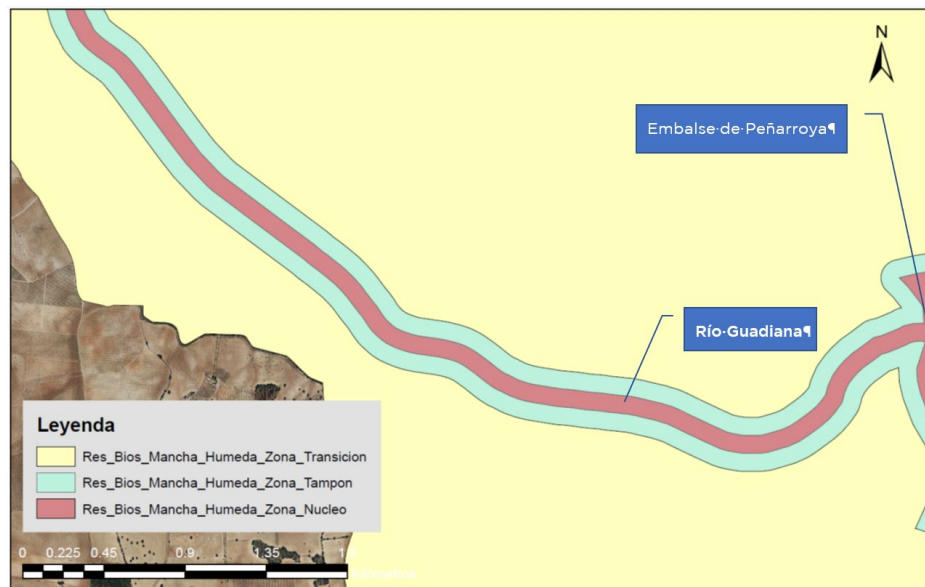 N
Embalse·de·Peñarroya¶
Río·Guadiana¶
Leyenda
Res_Bios_Mancha_Humeda_Zona_Transicion
Res_Bios_Mancha_Humeda_Zona_Tampon
Res_Bios_Mancha_Humeda_Zona_Nucleo
0 0.225 0.45 0.9 1.35